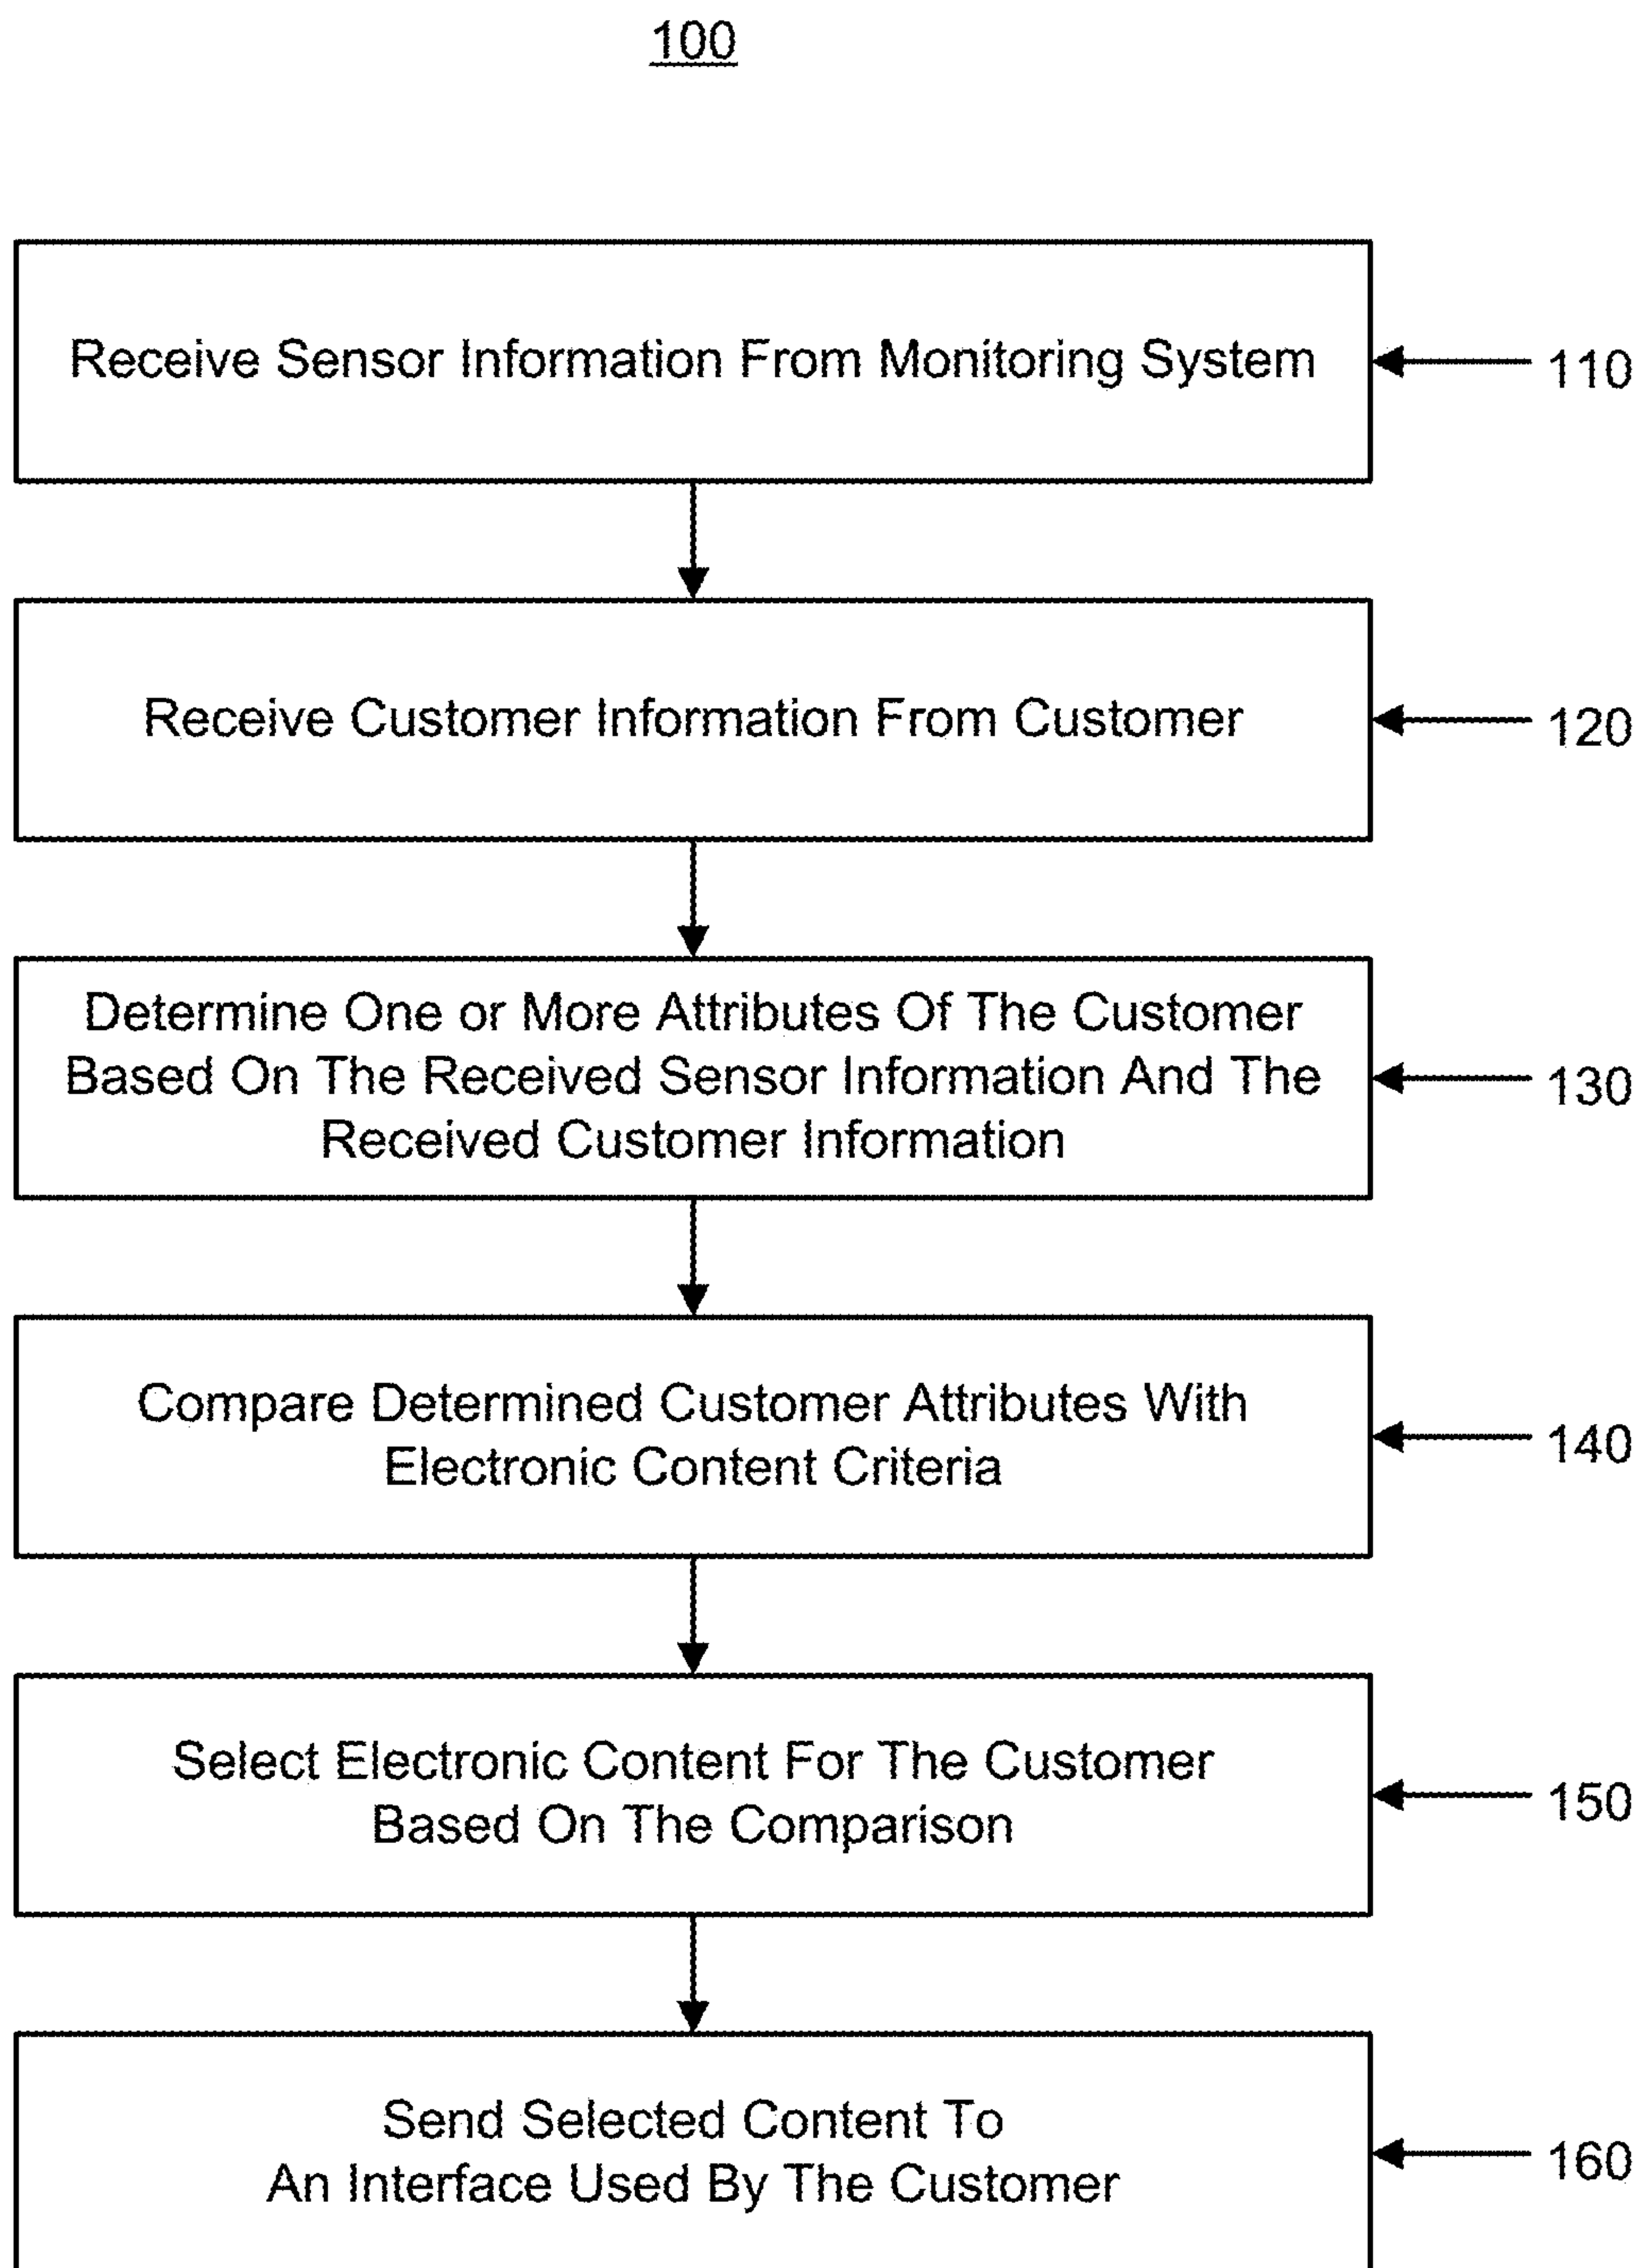 100
Receive Sensor Information From Monitoring System
110
Receive Customer Information From Customer
120
Determine One or More Attributes Of The Customer
Based On The Received Sensor Information And The
Received Customer Information
130
Compare Determined Customer Attributes With
Electronic Content Criteria
140
Select Electronic Content For The Customer
Based On The Comparison
150
Send Selected Content To
An Interface Used By The Customer
160